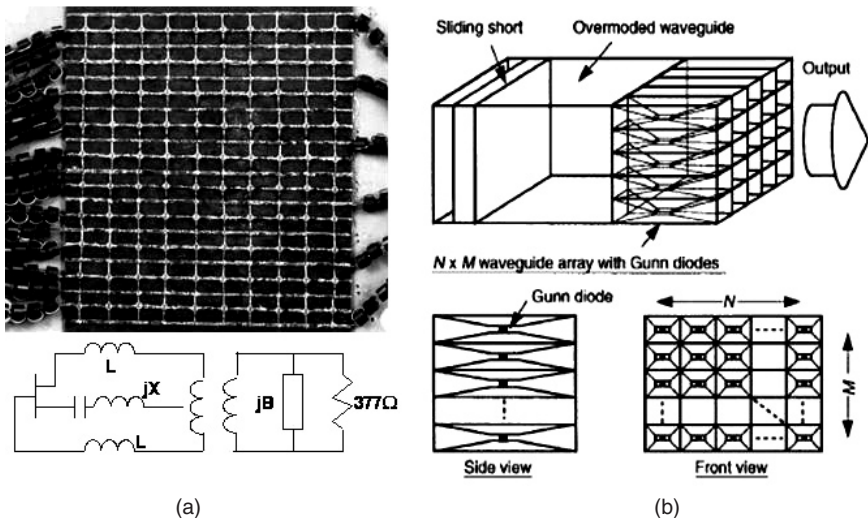 L
jX
L
jB
377Ω
(a)
Sliding short
Overmoded waveguide
Output
N x M waveguide array with Gunn diodes
Gunn diode
N
M
Side view
Front view
(b)